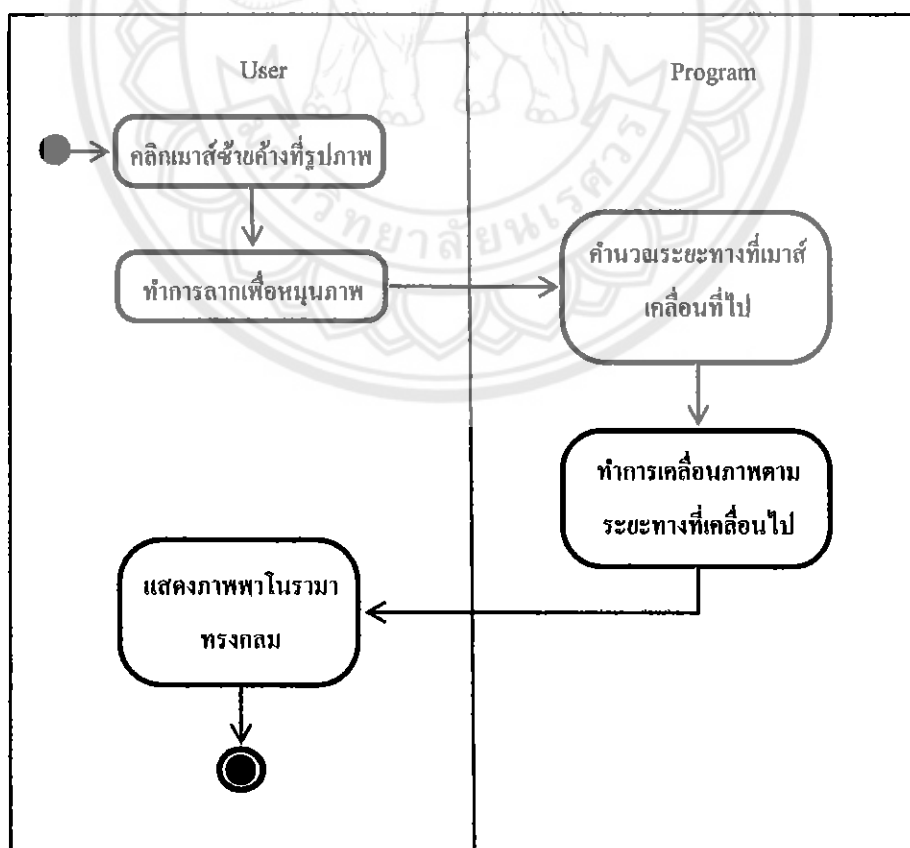 User
Program
คลิกเมาส์ซ้ายค้างที่รูปภาพ
ทำการลากเพื่อหมุนภาพ
คำนวณระยะทางที่เมาส์
เคลื่อนที่ไป
ทำการเคลื่อนภาพตาม
ระยะทางที่เคลื่อนไป
แสดงภาพพาโนรามา
ทรงกลม